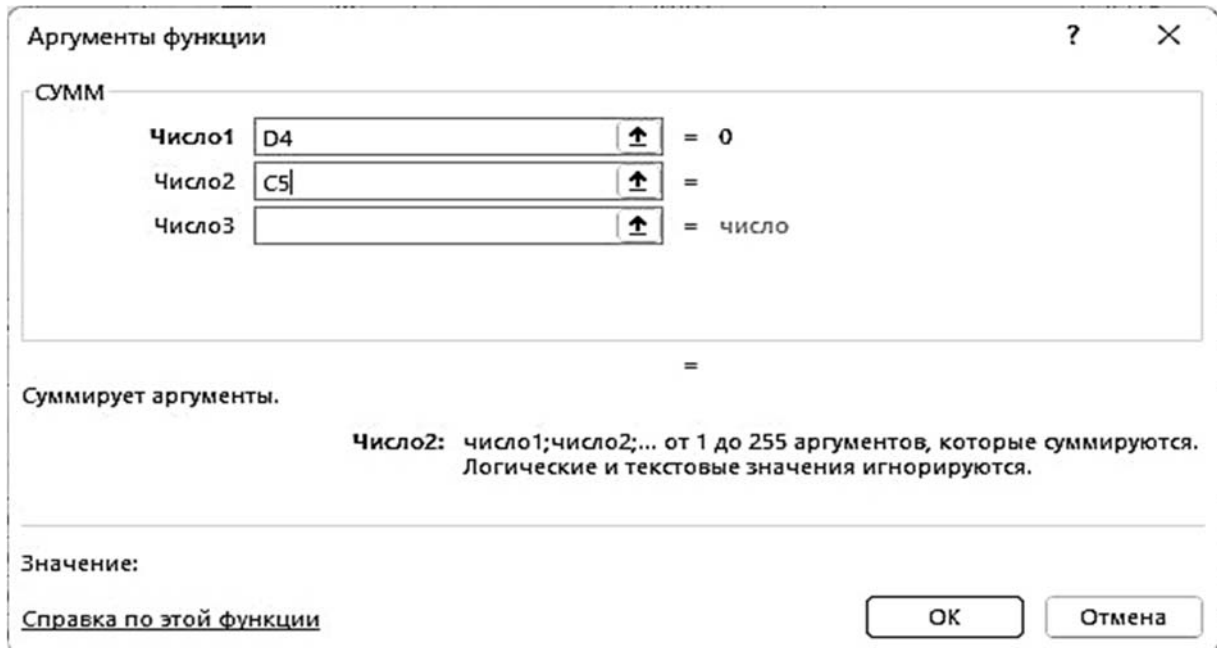 Аргументы функции ? ×
СУММ
Число1 D4 = 0
Число2 C5 =
Число3 = число
=
Суммирует аргументы.
Число2: число1;число2;... от 1 до 255 аргументов, которые суммируются.
Логические и текстовые значения игнорируются.
Значение:
Справка по этой функции
ОК Отмена